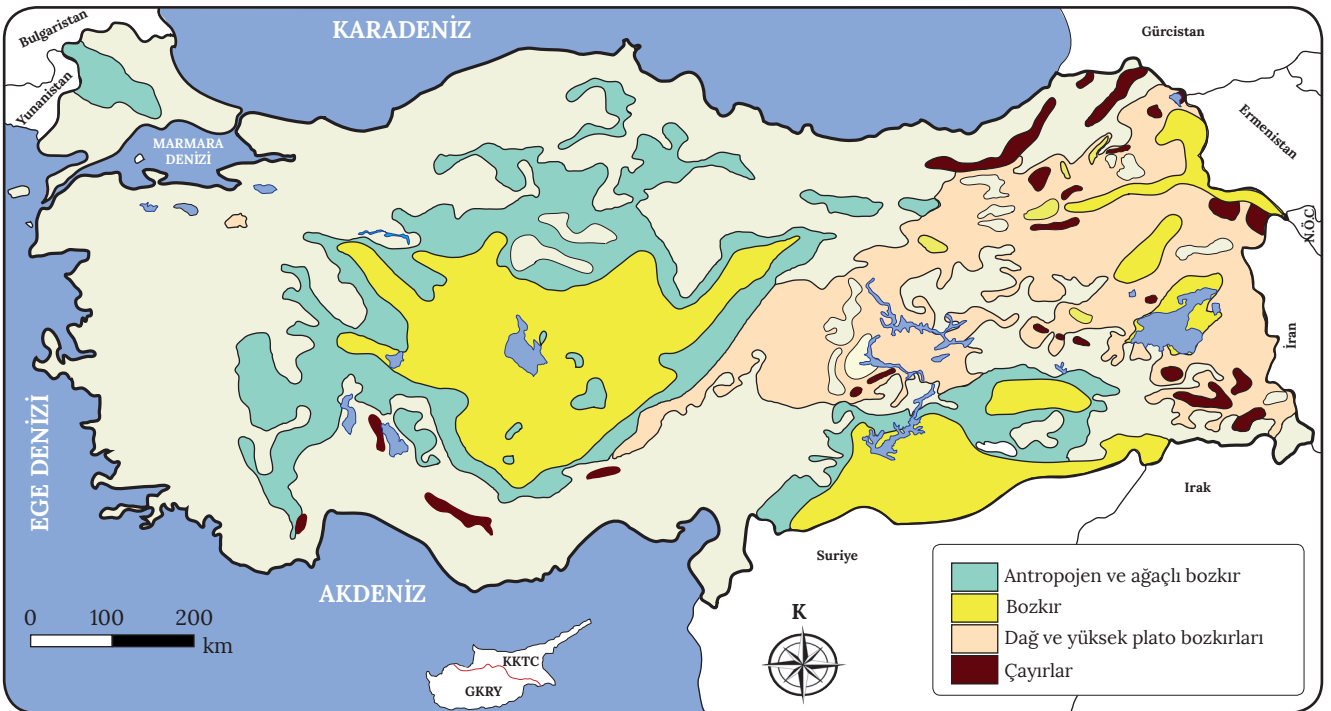 Bulgaristan
KARADENİZ
Gürcistan
Yunanistan
Ermenistan
MARMARA
DENİZİ
N.Ö.C.
İran
EGE DENİZİ
Irak
Suriye
AKDENİZ
0 100 200
km
KKTC
GKRY
K
Antropojen ve ağaçlı bozkır
Bozkır
Dağ ve yüksek plato bozkırları
Çayırlar